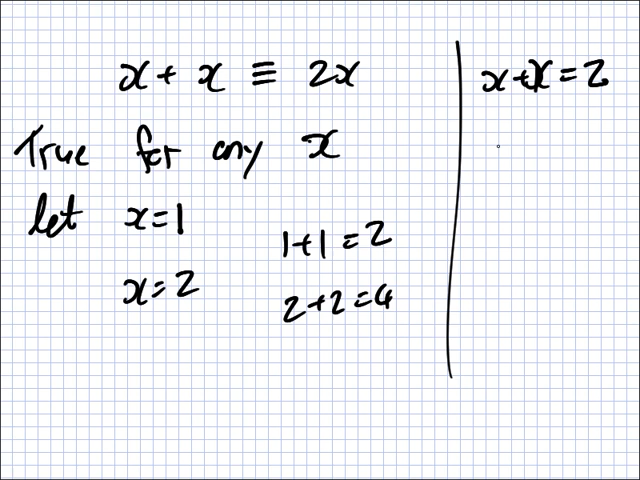 x + x ≡ 2x
True for any x
let x=1
1+1=2
x=2
2+2=4
x+x=2